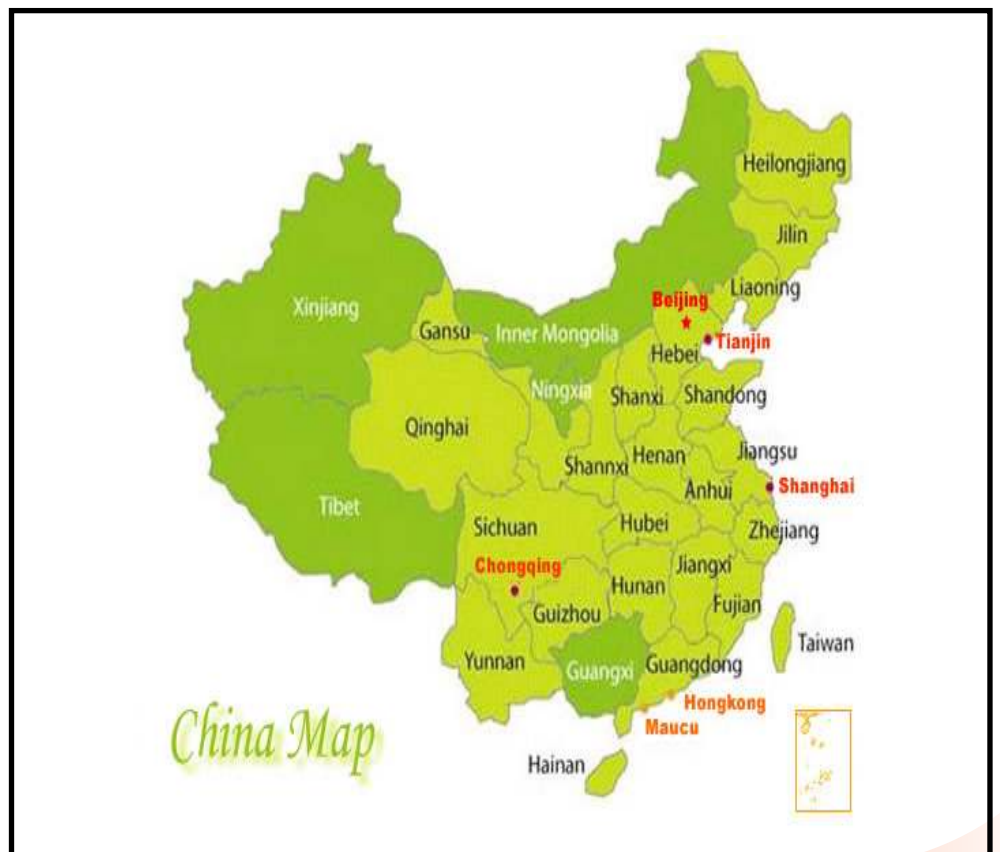 Heilongjiang
Jilin
Liaoning
Beijing
Xinjiang
Gansu
Inner Mongolia
Tianjin
Hebei
Ningxia
Shanxi
Shandong
Qinghai
Jiangsu
Henan
Shannxi
Shanghai
Anhui
Tibet
Sichuan
Hubei
Zhejiang
Chongqing
Jiangxi
Hunan
Fujian
Guizhou
Taiwan
Yunnan
Guangxi
Guangdong
Hongkong
Maucu
China Map
Hainan